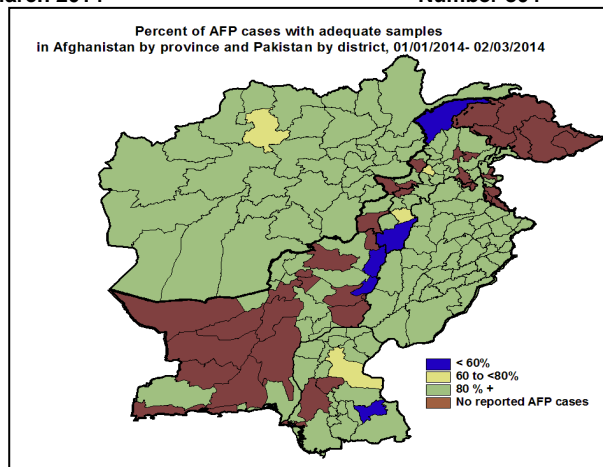 Percent of AFP cases with adequate samples
in Afghanistan by province and Pakistan by district, 01/01/2014- 02/03/2014
< 60%
60 to <80%
80 % +
No reported AFP cases